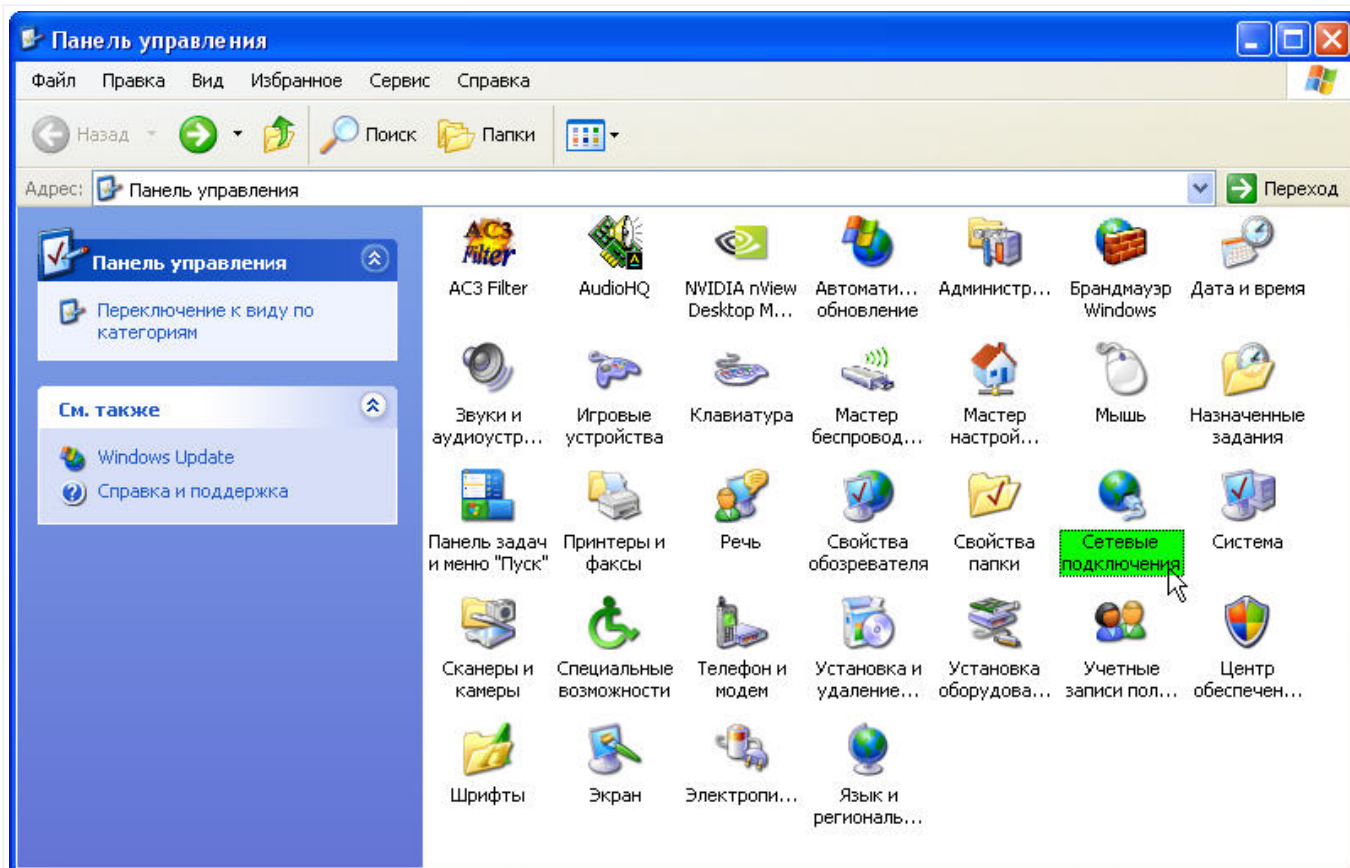 Панель управления
Файл Правка Вид Избранное Сервис Справка
Назад Поиск Папки
Адрес: Панель управления Переход
Панель управления
Переключение к виду по
категориям
См. также
Windows Update
Справка и поддержка
AC3 Filter
AC3 Filter AudioHQ NVIDIA nView Автомати... Администр... Брандмауэр Дата и время
Desktop M... обновление Windows
Звуки и Игровые Клавиатура Мастер Мастер Мышь Назначенные
аудиоустр... устройства беспровод... настрой... задания
Панель задач Принтеры и Речь Свойства Свойства Сетевые Система
и меню "Пуск" факсы обозревателя папки подключения
Сканеры и Специальные Телефон и Установка и Установка Учетные Центр
камеры возможности модем удаление... оборудова... записи пол... обеспечен...
Шрифты Экран Электропи... Язык и
региональ...